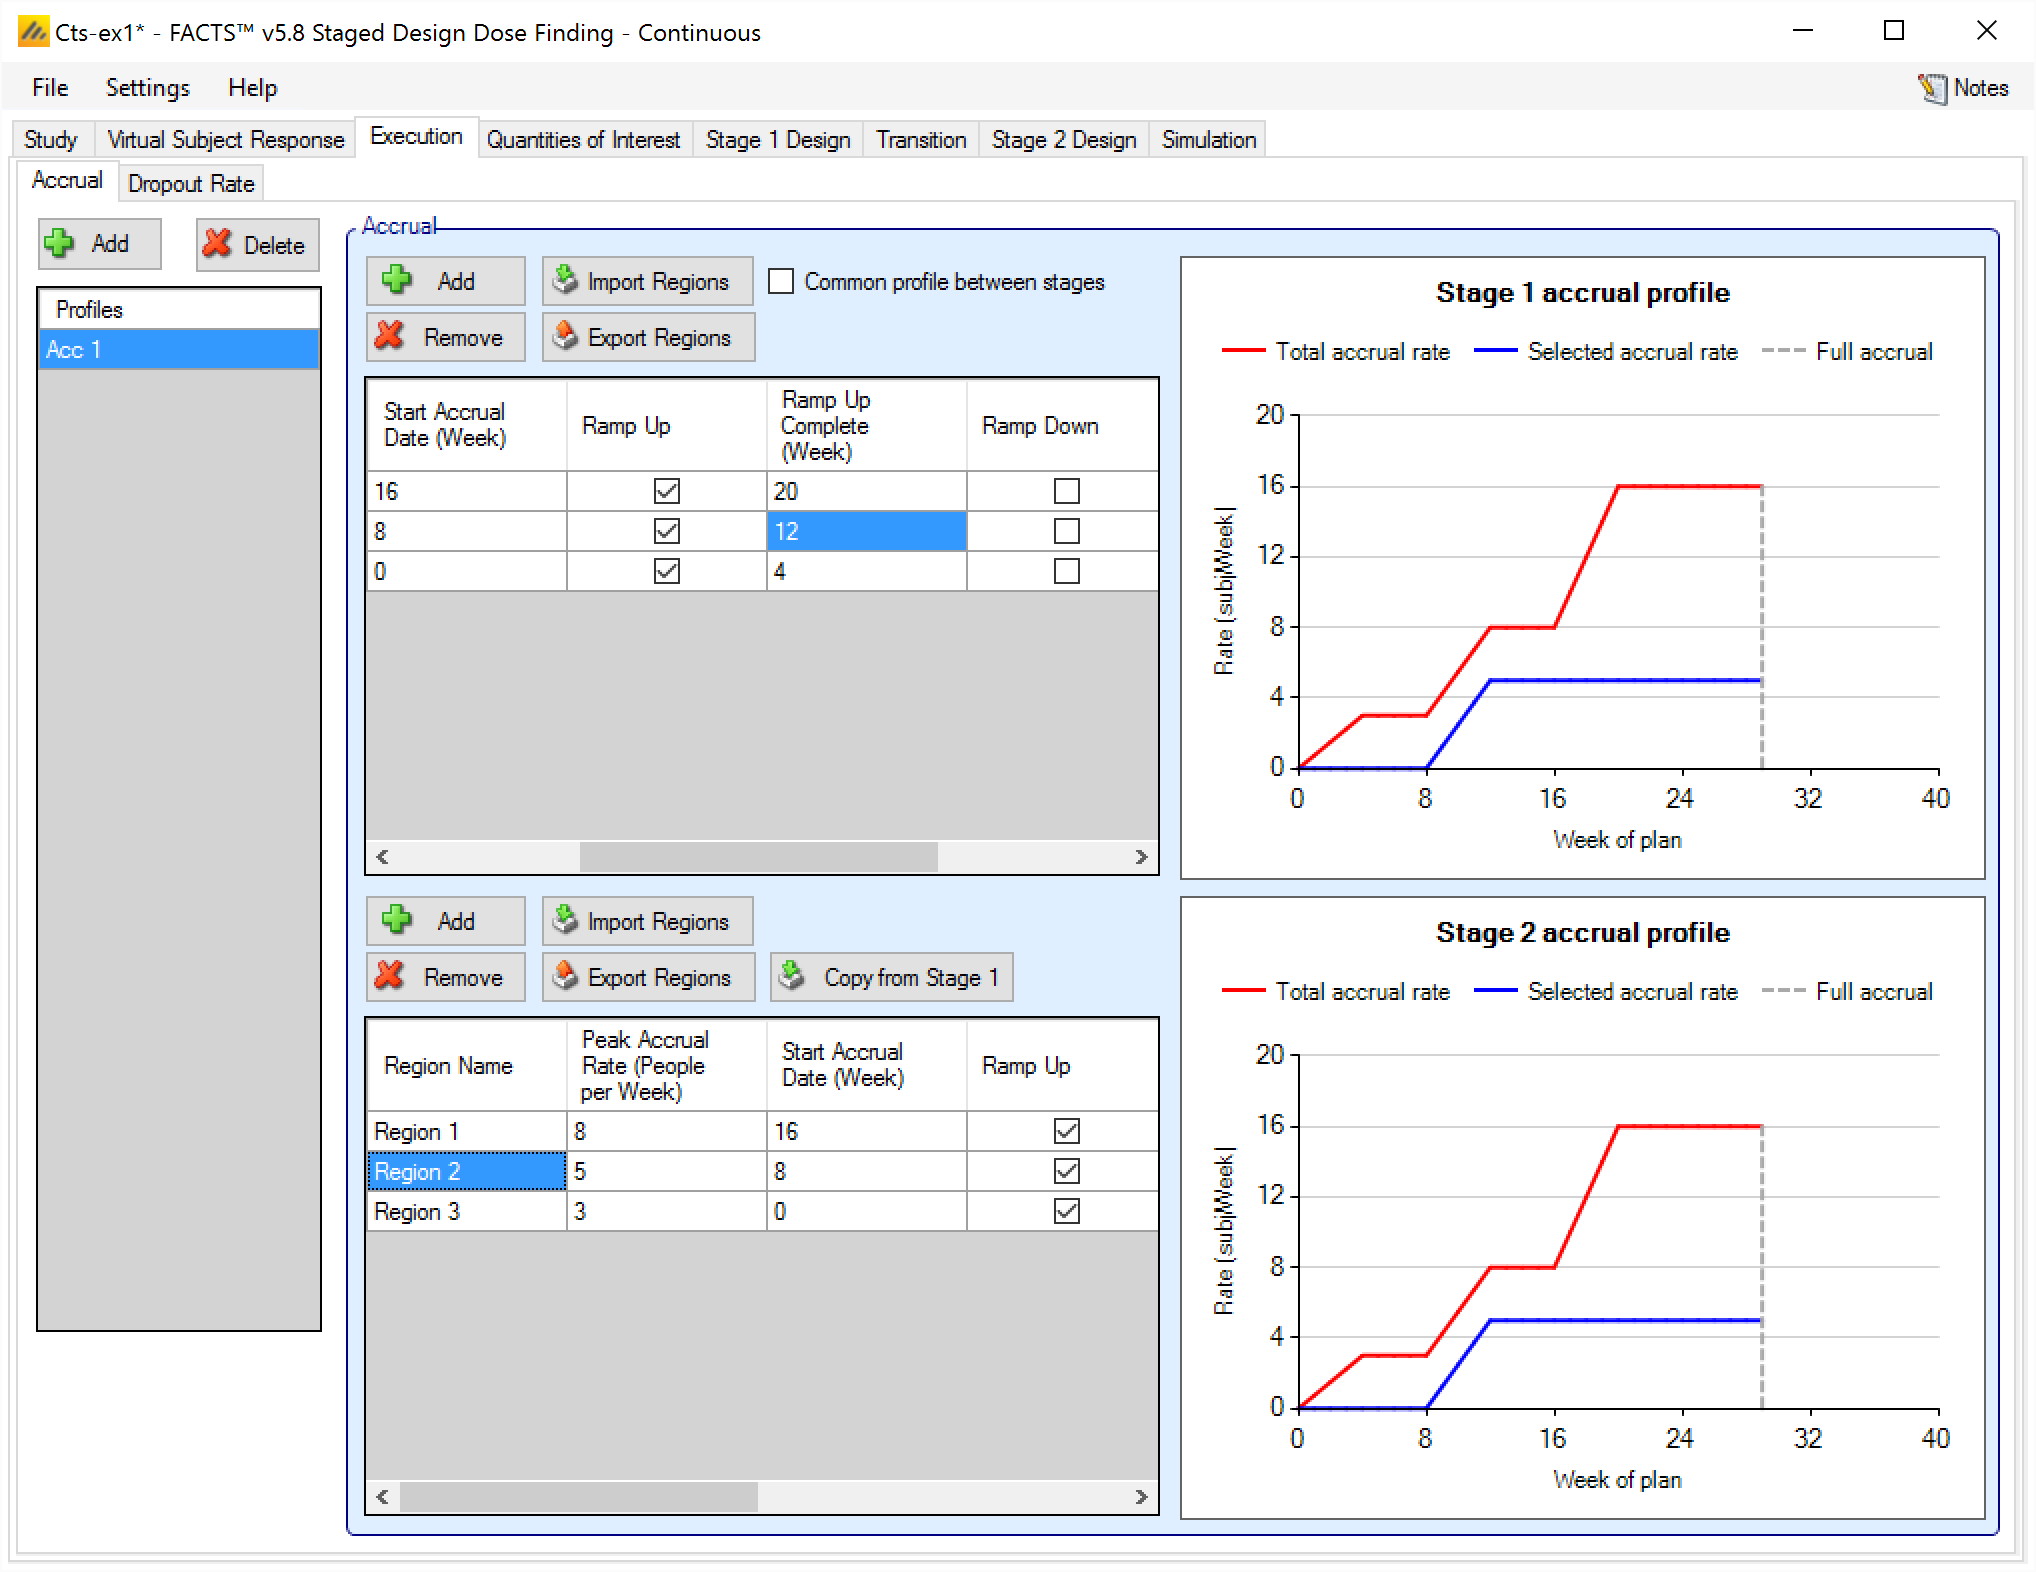 Cts-ex1* - FACTS™ v5.8 Staged Design Dose Finding - Continuous
File Settings Help Notes
Study Virtual Subject Response Execution Quantities of Interest Stage 1 Design Transition Stage 2 Design Simulation
Accrual Dropout Rate
Add Delete
Profiles
Acc 1
Accrual
Add Import Regions Common profile between stages
Remove Export Regions
Start Accrual Date (Week) Ramp Up Ramp Up Complete (Week) Ramp Down
16 20
8 12
0 4
Stage 1 accrual profile
Total accrual rate Selected accrual rate Full accrual
20
16
12
8
4
0
Rate (subj/Week)
0 8 16 24 32 40
Week of plan
Add Import Regions
Remove Export Regions Copy from Stage 1
Region Name Peak Accrual Rate (People per Week) Start Accrual Date (Week) Ramp Up
Region 1 8 16
Region 2 5 8
Region 3 3 0
Stage 2 accrual profile
Total accrual rate Selected accrual rate Full accrual
20
16
12
8
4
0
Rate (subj/Week)
0 8 16 24 32 40
Week of plan